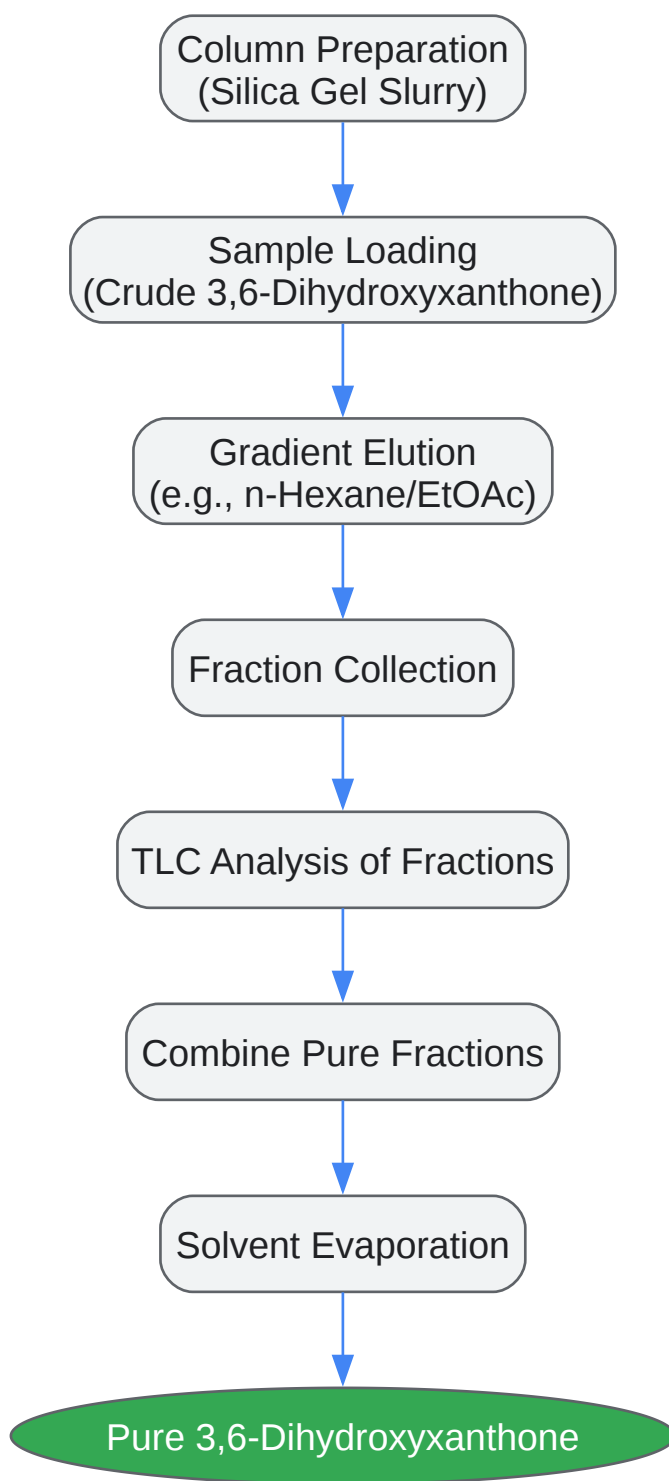 Column Preparation
(Silica Gel Slurry)
Sample Loading
(Crude 3,6-Dihydroxyxanthone)
Gradient Elution
(e.g., n-Hexane/EtOAc)
Fraction Collection
TLC Analysis of Fractions
Combine Pure Fractions
Solvent Evaporation
Pure 3,6-Dihydroxyxanthone